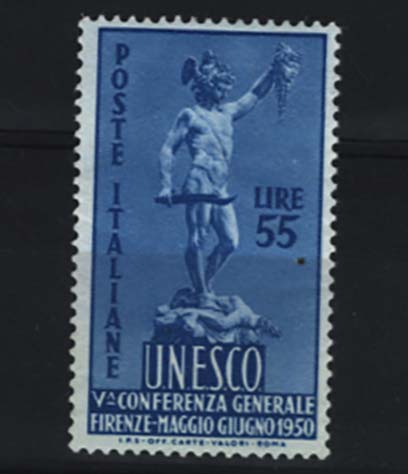 POSTE ITALIANE
LIRE
55
U.N.E.S.C.O
Vᴬ CONFERENZA GENERALE
FIRENZE-MAGGIO GIUGNO 1950
I.P.S-OFF. CARTE-VALORI-ROMA